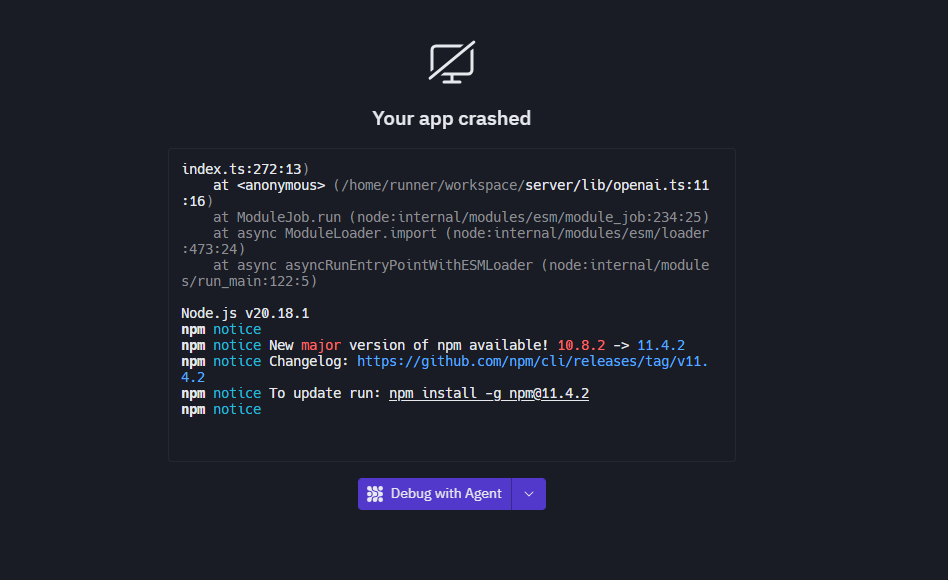 Your app crashed
index.ts:272:13)
    at <anonymous> (/home/runner/workspace/server/lib/openai.ts:11
:16)
    at ModuleJob.run (node:internal/modules/esm/module_job:234:25)
    at async ModuleLoader.import (node:internal/modules/esm/loader
:473:24)
    at async asyncRunEntryPointWithESMLoader (node:internal/module
s/run_main:122:5)
Node.js v20.18.1
npm notice
npm notice New major version of npm available! 10.8.2 -> 11.4.2
npm notice Changelog: https://github.com/npm/cli/releases/tag/v11.
4.2
npm notice To update run: npm install -g npm@11.4.2
npm notice
Debug with Agent